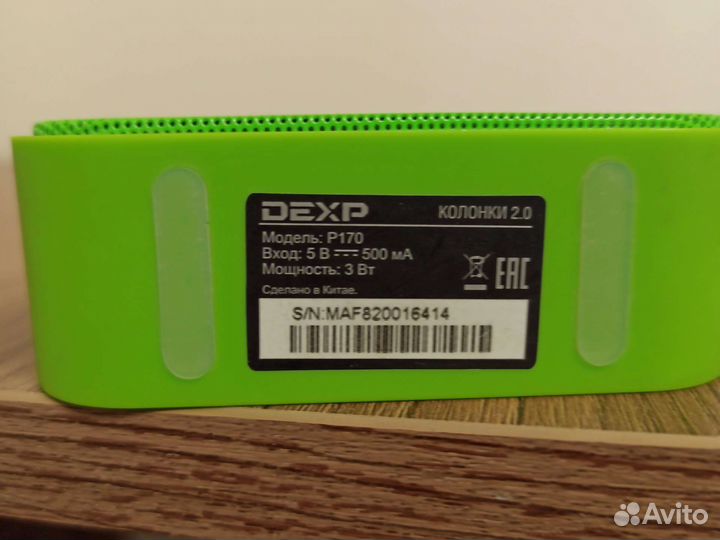 DEXP
КОЛОНКИ 2.0
Модель: P170
Вход: 5 В ⎓ 500 мА
Мощность: 3 Вт
Сделано в Китае.
EAC
S/N:MAF820016414
Avito